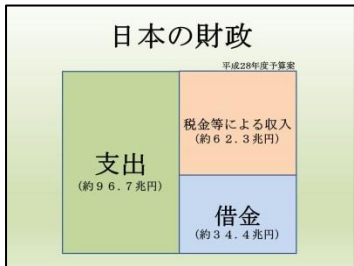 日本の財政
平成28年度予算案
支出
(約96.7兆円)
税金等による収入
(約62.3兆円)
借金
(約34.4兆円)